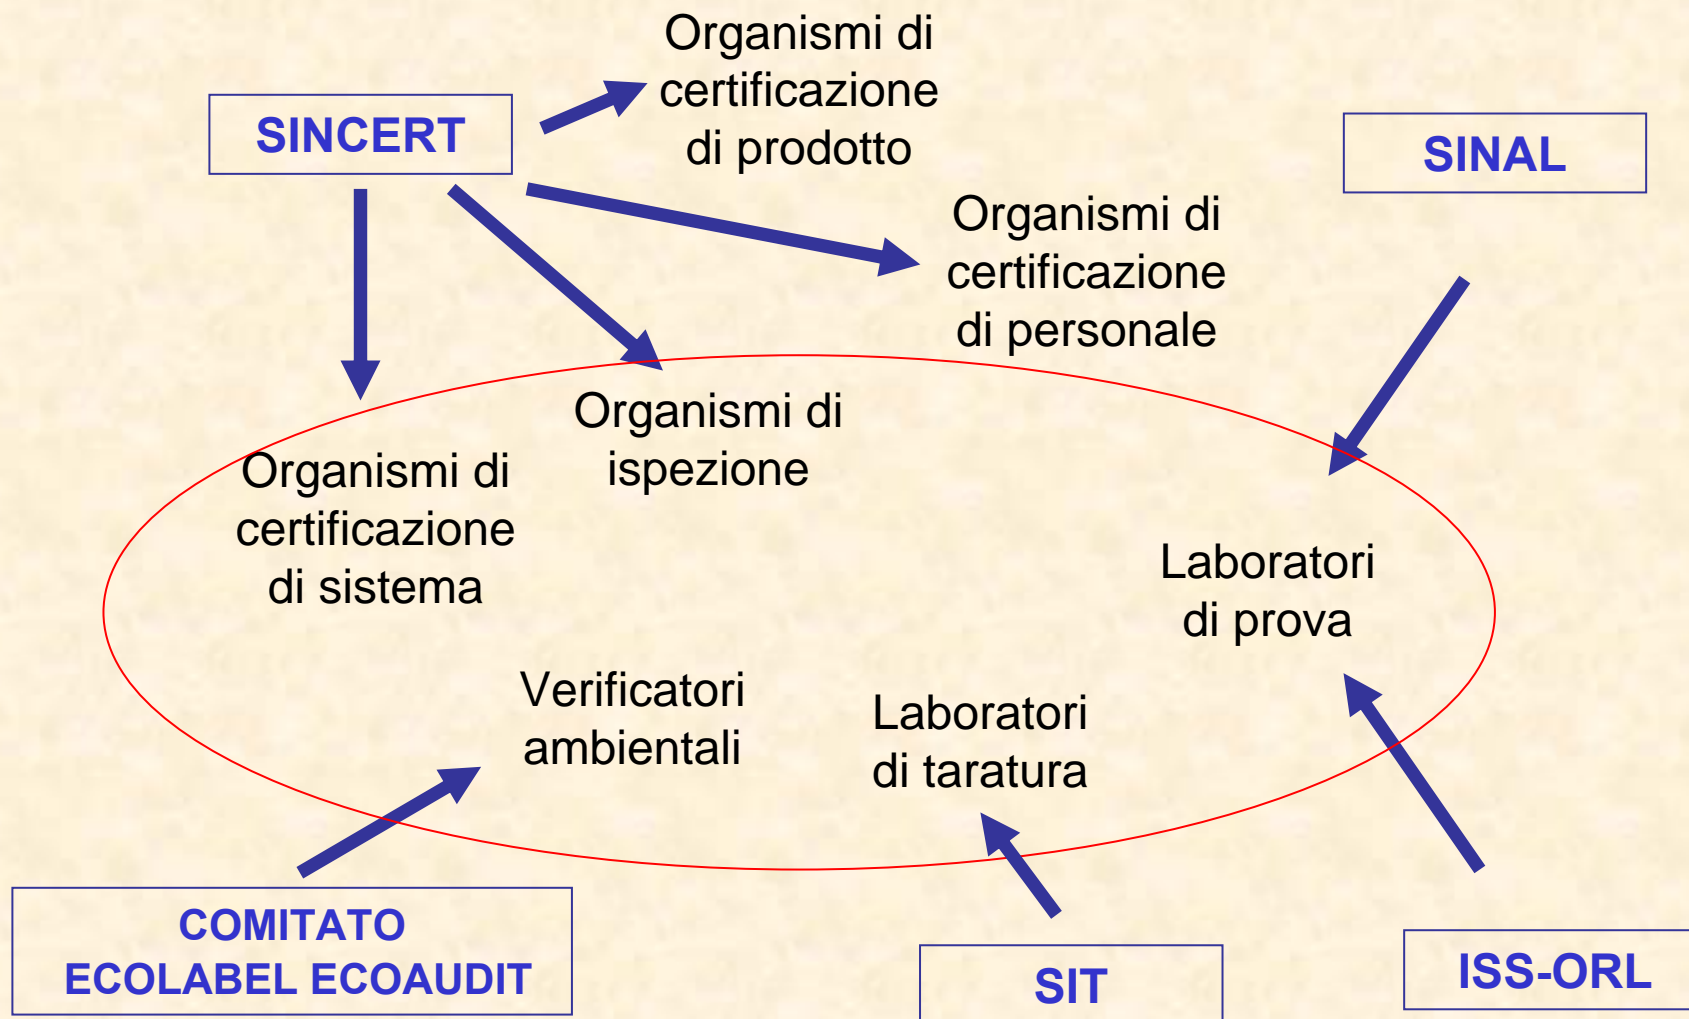 Organismi di
certificazione
di prodotto
SINCERT
SINAL
Organismi di
certificazione
di personale
Organismi di
ispezione
Organismi di
certificazione
di sistema
Laboratori
di prova
Verificatori
ambientali
Laboratori
di taratura
COMITATO
ECOLABEL ECOAUDIT
SIT
ISS-ORL